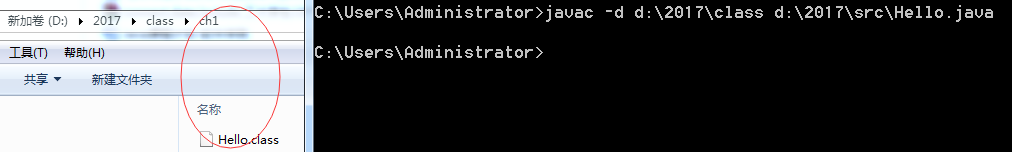 新加卷 (D:) ▸ 2017 ▸ class ▸ ch1
工具(T) 帮助(H)
共享 ▼ 新建文件夹
名称
Hello.class
C:\Users\Administrator>javac -d d:\2017\class d:\2017\src\Hello.java
C:\Users\Administrator>